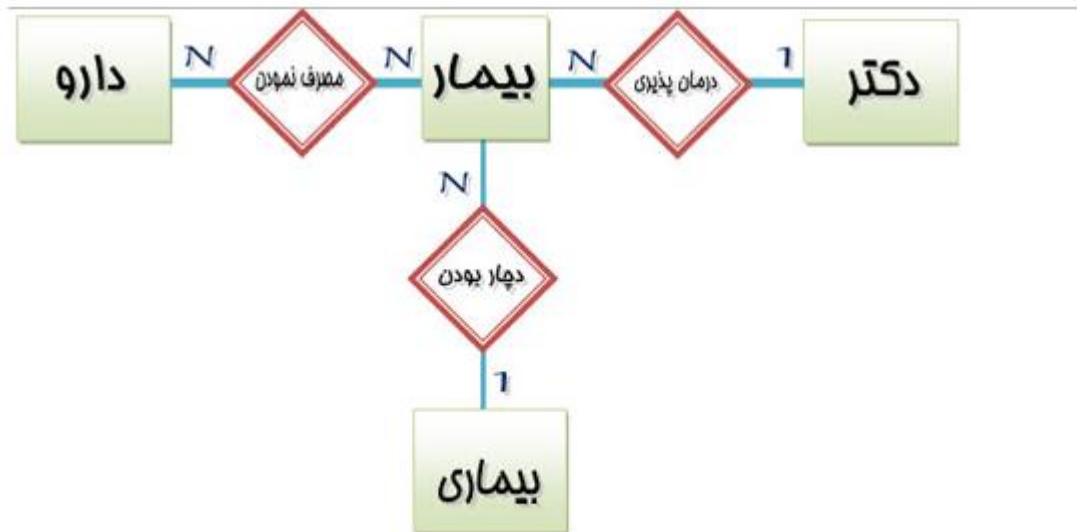 دکتر
1
درمان پذیری
N
بیمار
N
مصرف نمودن
N
دارو
N
دچار بودن
1
بیماری